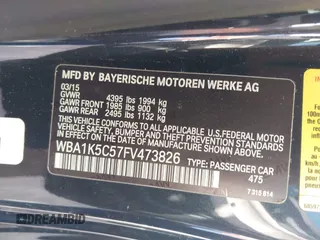 MFD BY BAYERISCHE MOTOREN WERKE AG
03/15
GVWR 4395 lbs 1994 kg
GAWR FRONT 1985 lbs 900 kg
GAWR REAR 2495 lbs 1132 kg
THIS VEHICLE CONFORMS TO ALL
APPLICABLE U.S.FEDERAL MOTOR
VEHICLE SAFETY, BUMPER AND THEFT
PREVENTION STANDARDS IN EFFECT ON THE
DATE OF MANUFACTURE SHOWN ABOVE.
WBA1K5C57FV473826
TYPE: PASSENGER CAR
475
7 310 814
DREAMBID